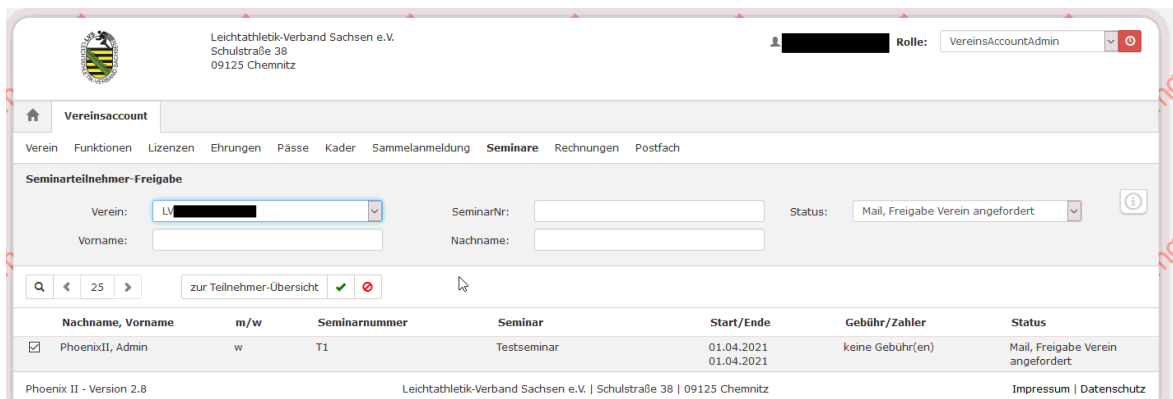 Leichtathletik-Verband Sachsen e.V.
Schulstraße 38
09125 Chemnitz
Rolle: VereinsAccountAdmin
Vereinsaccount
Verein Funktionen Lizenzen Ehrungen Pässe Kader Sammelanmeldung Seminare Rechnungen Postfach
Seminarteilnehmer-Freigabe
Verein: LV SeminarNr: Status: Mail, Freigabe Verein angefordert
Vorname: Nachname:
25 zur Teilnehmer-Übersicht
Nachname, Vorname m/w Seminarnummer Seminar Start/Ende Gebühr/Zahler Status
PhoenixII, Admin w T1 Testseminar 01.04.2021 keine Gebühr(en) Mail, Freigabe Verein
01.04.2021 angefordert
Phoenix II - Version 2.8 Leichtathletik-Verband Sachsen e.V. | Schulstraße 38 | 09125 Chemnitz Impressum | Datenschutz